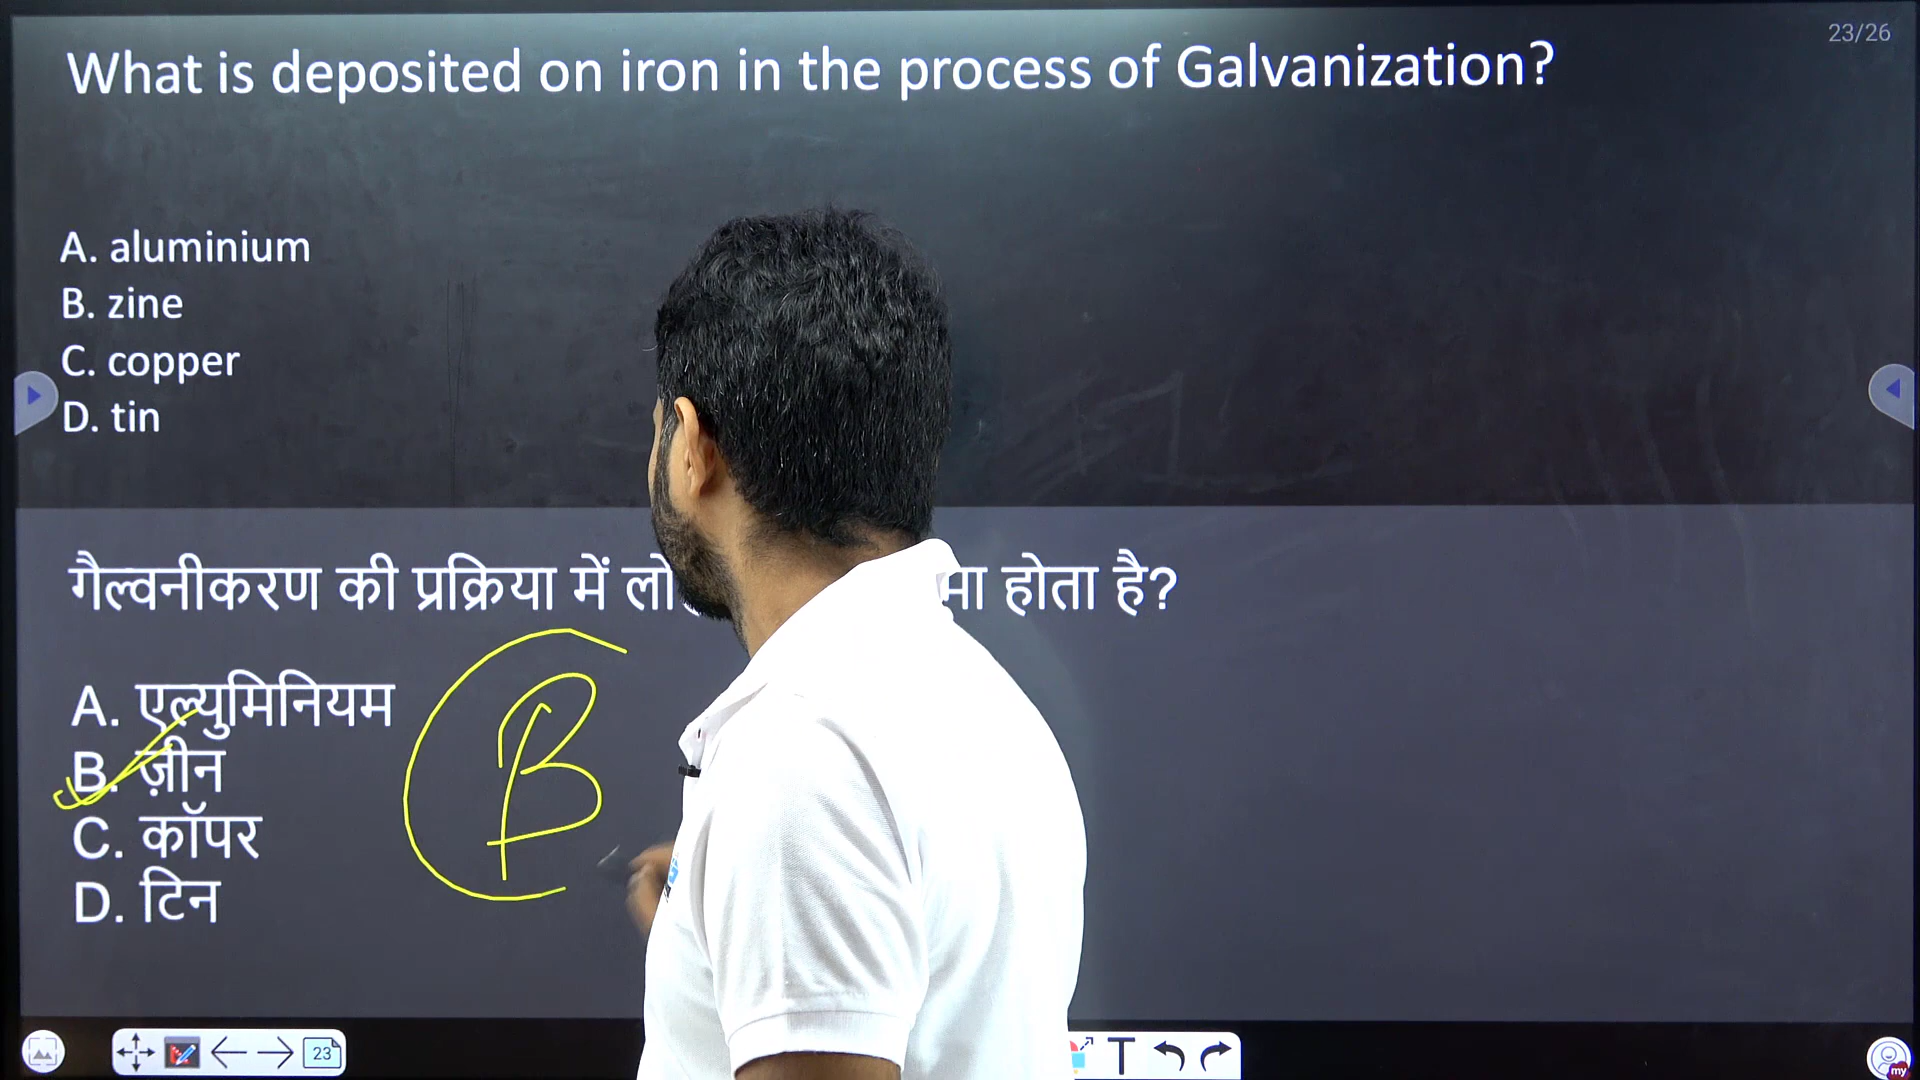 23/26
What is deposited on iron in the process of Galvanization?
A. aluminium
B. zine
C. copper
D. tin
गैल्वनीकरण की प्रक्रिया में होता है?
A. एल्युमिनियम
B. ज़ीन
B
C. कॉपर
D. टिन
23 T
my